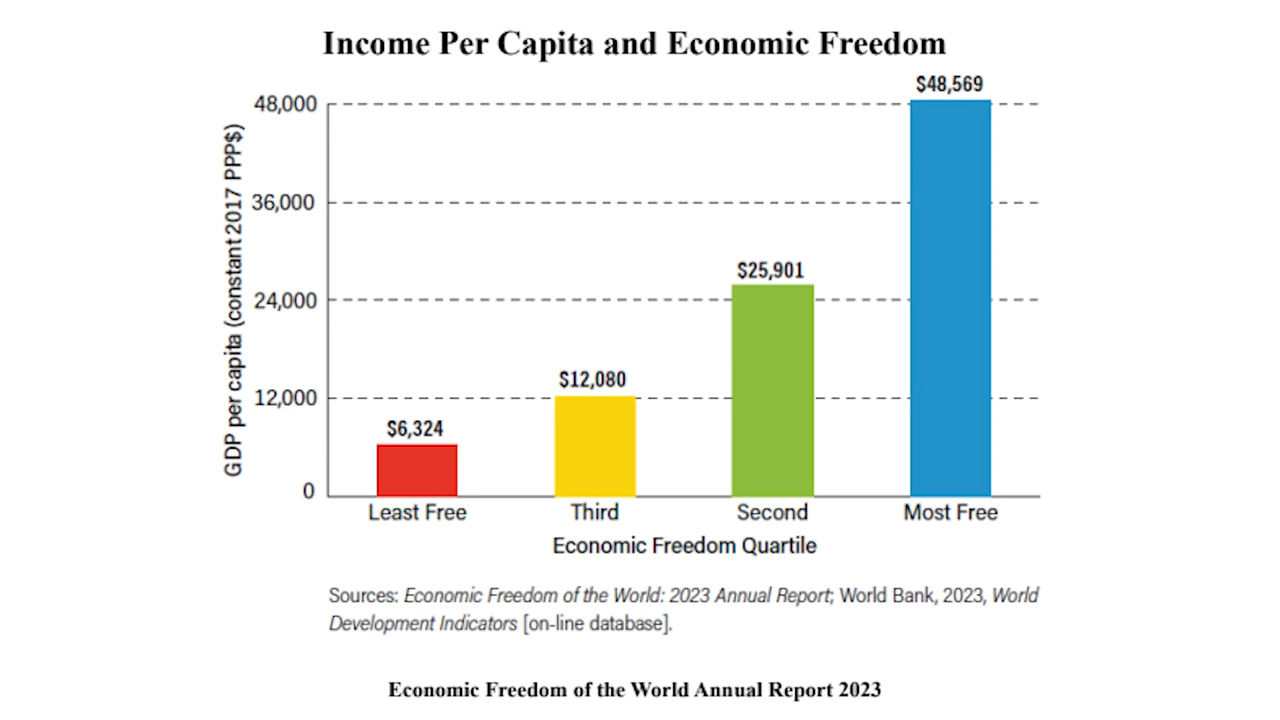 Income Per Capita and Economic Freedom
$48,569
48,000
36,000
$25,901
24,000
$12,080
12,000
$6,324
0
GDP per capita (constant 2017 PPP$)
Least Free
Third
Second
Most Free
Economic Freedom Quartile
Sources: Economic Freedom of the World: 2023 Annual Report; World Bank, 2023, World
Development Indicators [on-line database].
Economic Freedom of the World Annual Report 2023